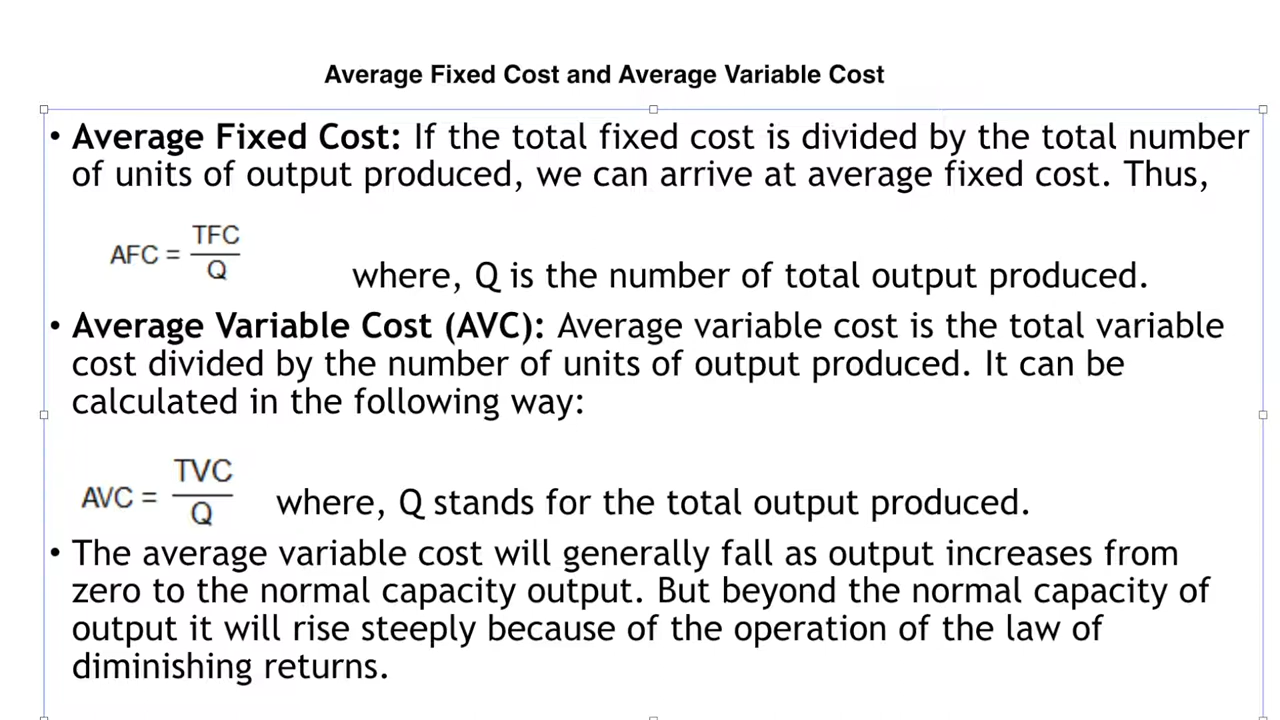 Average Fixed Cost and Average Variable Cost
• Average Fixed Cost: If the total fixed cost is divided by the total number
of units of output produced, we can arrive at average fixed cost. Thus,
AFC = TFC/Q where, Q is the number of total output produced.
• Average Variable Cost (AVC): Average variable cost is the total variable
cost divided by the number of units of output produced. It can be
calculated in the following way:
AVC = TVC/Q where, Q stands for the total output produced.
• The average variable cost will generally fall as output increases from
zero to the normal capacity output. But beyond the normal capacity of
output it will rise steeply because of the operation of the law of
diminishing returns.